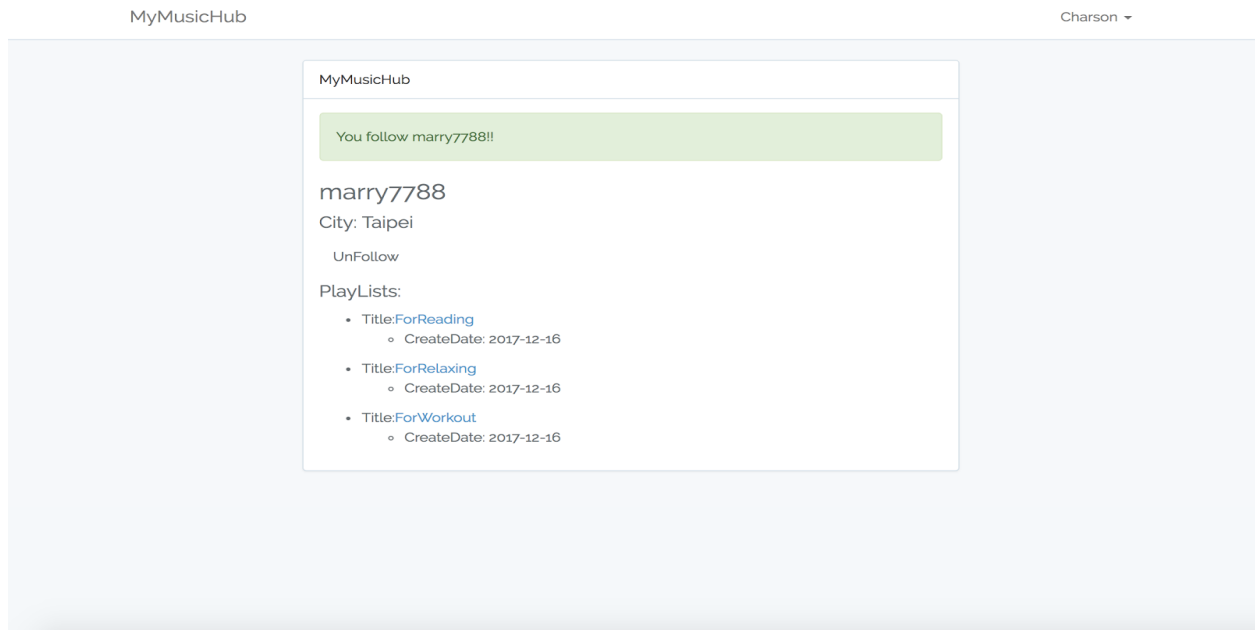 MyMusicHub
Charson
MyMusicHub
You follow marry7788!!
marry7788
City: Taipei
UnFollow
PlayLists:
Title:ForReading
CreateDate: 2017-12-16
Title:ForRelaxing
CreateDate: 2017-12-16
Title:ForWorkout
CreateDate: 2017-12-16